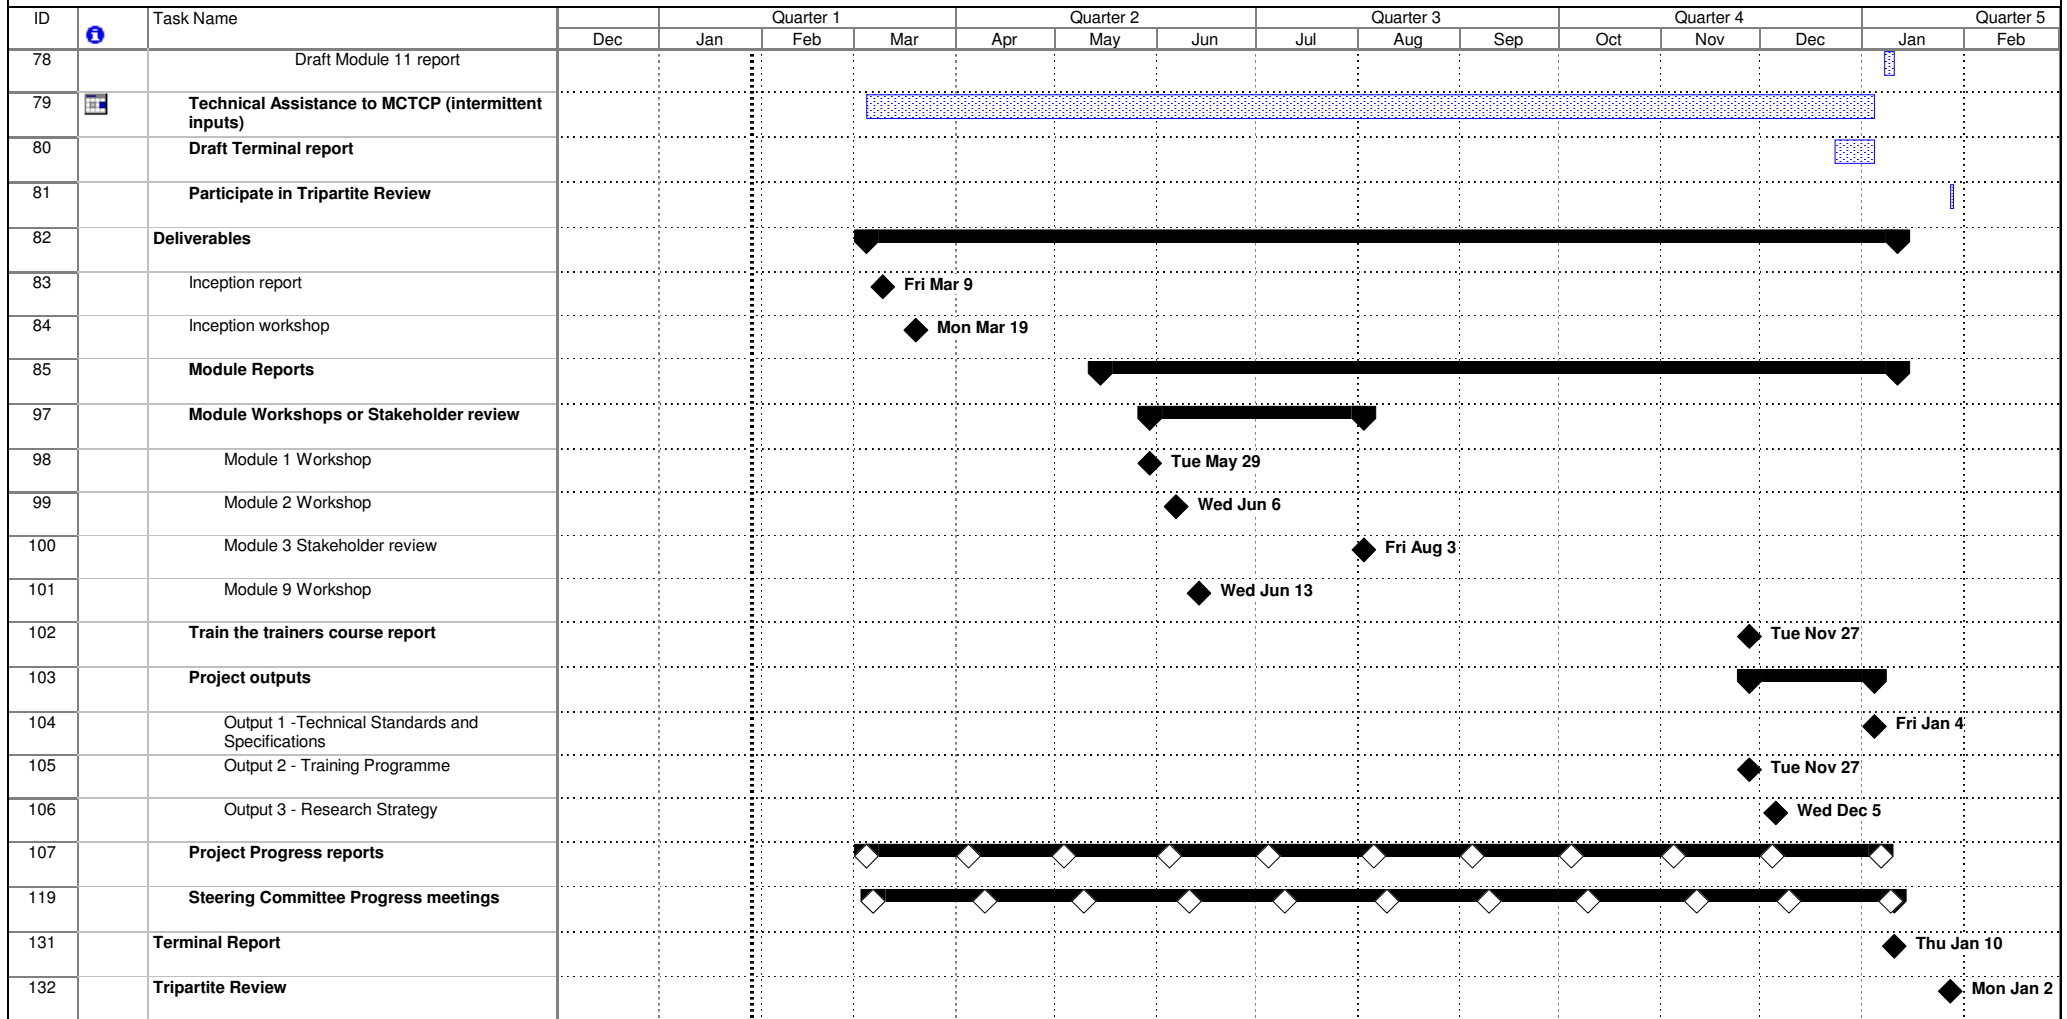 ID
Task Name
Quarter 1
Quarter 2
Quarter 3
Quarter 4
Quarter 5
i
Dec
Jan
Feb
Mar
Apr
May
Jun
Jul
Aug
Sep
Oct
Nov
Dec
Jan
Feb
78
Draft Module 11 report
79
Technical Assistance to MCTCP (intermittent
inputs)
80
Draft Terminal report
81
Participate in Tripartite Review
82
Deliverables
83
Inception report
Fri Mar 9
84
Inception workshop
Mon Mar 19
85
Module Reports
97
Module Workshops or Stakeholder review
98
Module 1 Workshop
Tue May 29
99
Module 2 Workshop
Wed Jun 6
100
Module 3 Stakeholder review
Fri Aug 3
101
Module 9 Workshop
Wed Jun 13
102
Train the trainers course report
Tue Nov 27
103
Project outputs
104
Output 1 -Technical Standards and
Specifications
Fri Jan 4
105
Output 2 - Training Programme
Tue Nov 27
106
Output 3 - Research Strategy
Wed Dec 5
107
Project Progress reports
119
Steering Committee Progress meetings
131
Terminal Report
Thu Jan 10
132
Tripartite Review
Mon Jan 2